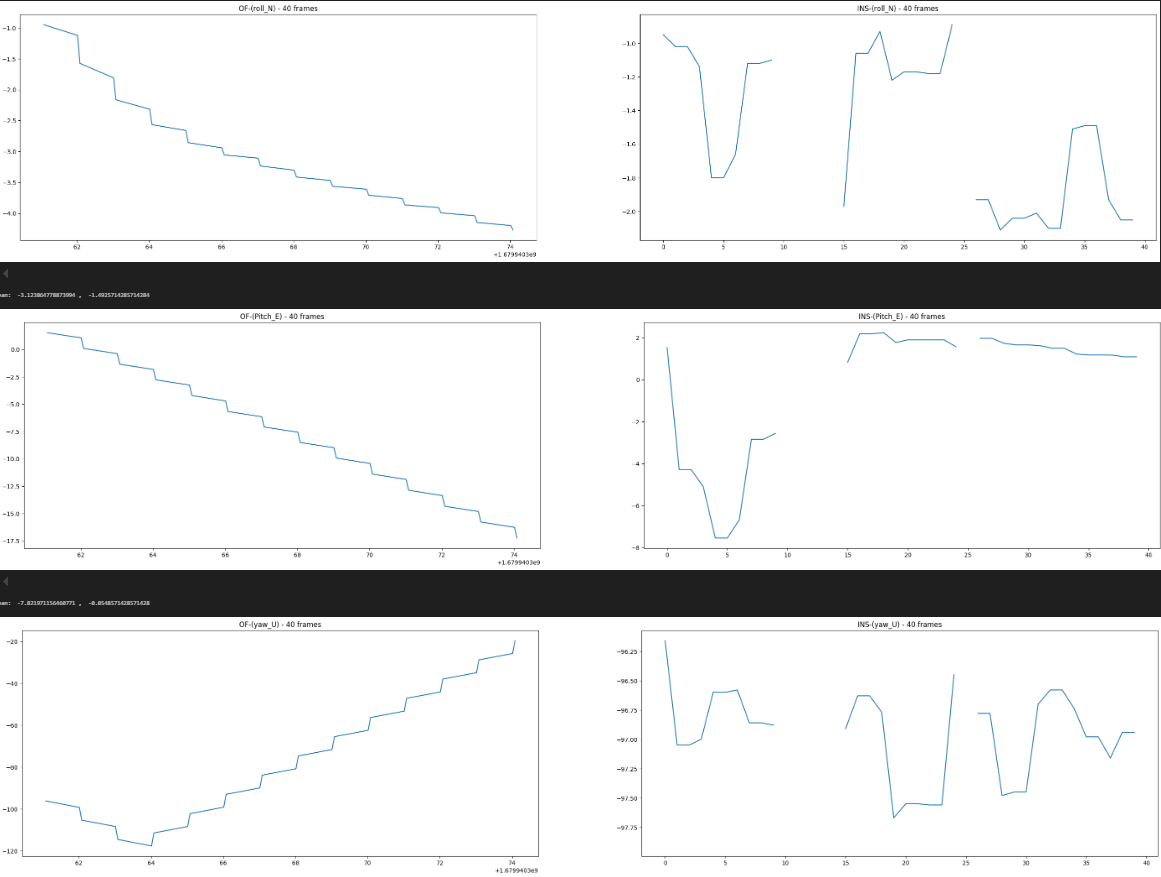 OF-(roll_N) - 40 frames
−1.0
−1.5
−2.0
−2.5
−3.0
−3.5
−4.0
62 64 66 68 70 72 74
+1.6799403e9
INS-(roll_N) - 40 frames
−1.0
−1.2
−1.4
−1.6
−1.8
−2.0
0 5 10 15 20 25 30 35 40
OF-(Pitch_E) - 40 frames
0.0
−2.5
−5.0
−7.5
−10.0
−12.5
−15.0
−17.5
62 64 66 68 70 72 74
+1.6799403e9
INS-(Pitch_E) - 40 frames
2
0
−2
−4
−6
−8
0 5 10 15 20 25 30 35 40
OF-(yaw_U) - 40 frames
−20
−40
−60
−80
−100
−120
62 64 66 68 70 72 74
+1.6799403e9
INS-(yaw_U) - 40 frames
−96.25
−96.50
−96.75
−97.00
−97.25
−97.50
−97.75
0 5 10 15 20 25 30 35 40